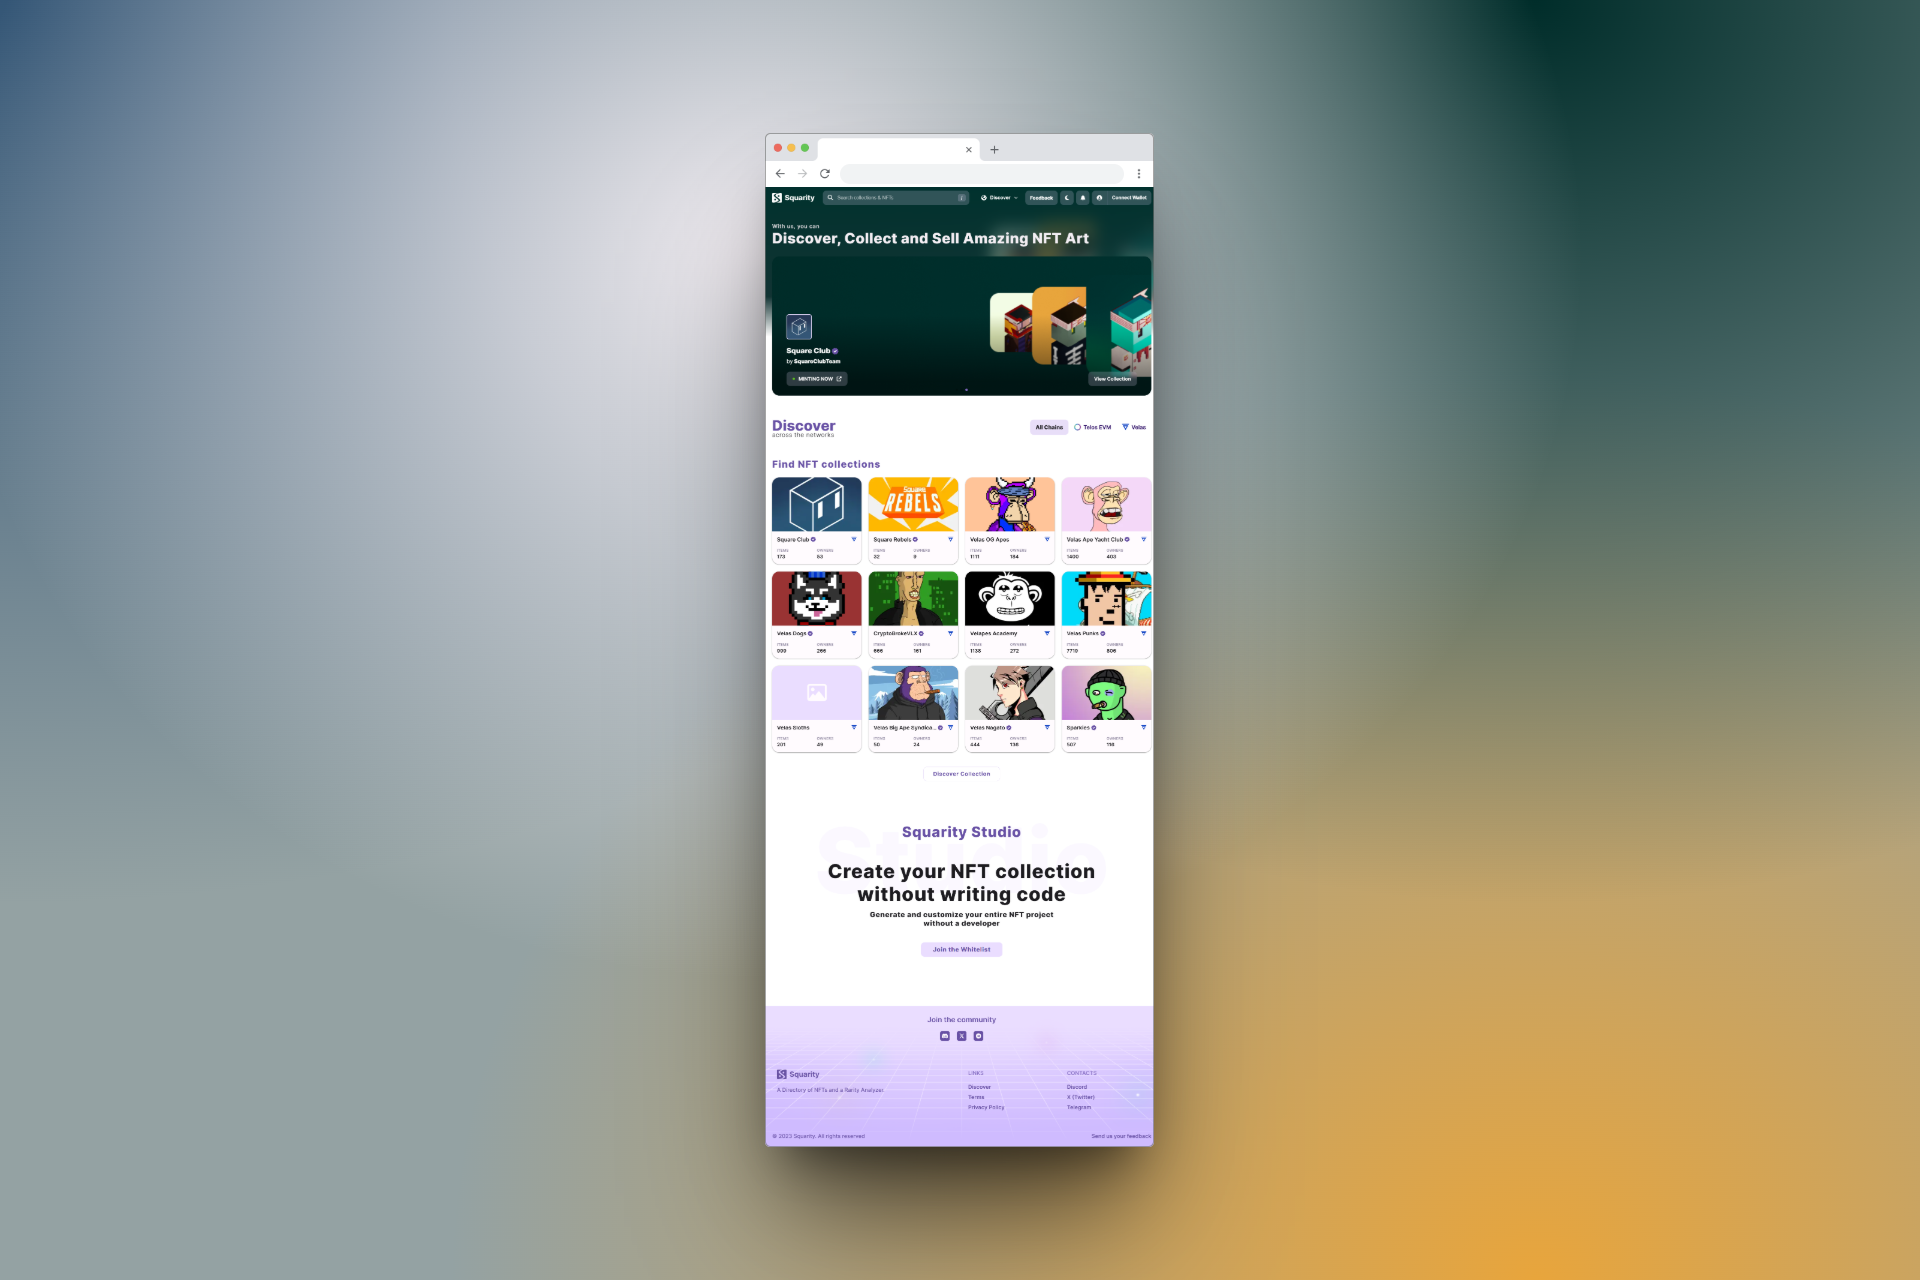 Squarity
Search collections & NFTs
/
Discover
Feedback
Connect Wallet
With us, you can
Discover, Collect and Sell Amazing NFT Art
Square Club
by SquareClubTeam
MINTING NOW
View Collection
Discover
across the networks
All Chains
Telos EVM
Velas
Find NFT collections
SQUARE
REBELS
Square Club
Square Rebels
Velas OG Apes
Velas Ape Yacht Club
ITEMS OWNERS ITEMS OWNERS ITEMS OWNERS ITEMS OWNERS
173 83 32 9 1111 184 1400 403
Velas Dogs
CryptoBrokeVLX
Velapes Academy
Velas Punks
ITEMS OWNERS ITEMS OWNERS ITEMS OWNERS ITEMS OWNERS
999 266 666 161 1138 272 7719 806
Velas Sloths
Velas Big Ape Syndica...
Velas Nagato
Sparkies
ITEMS OWNERS ITEMS OWNERS ITEMS OWNERS ITEMS OWNERS
201 49 50 24 444 136 507 110
Discover Collection
Studio
Squarity Studio
Create your NFT collection
without writing code
Generate and customize your entire NFT project
without a developer
Join the Whitelist
Join the community
Squarity
A Directory of NFTs and a Rarity Analyzer
LINKS
Discover
Terms
Privacy Policy
CONTACTS
Discord
X (Twitter)
Telegram
© 2023 Squarity. All rights reserved
Send us your feedback